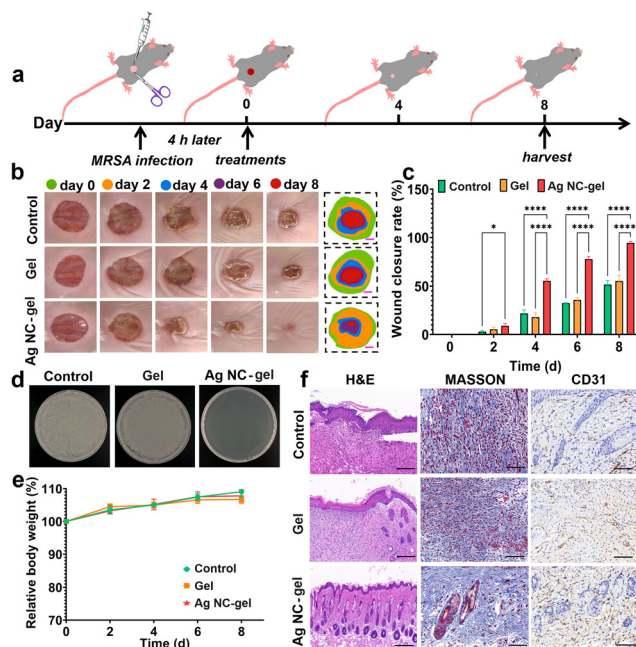 a
0
4
8
Day
4 h later
MRSA infection
treatments
harvest
b
day 0
day 2
day 4
day 6
day 8
Control
Gel
Ag NC-gel
c
Control
Gel
Ag NC-gel
Wound closure rate (%)
150
100
50
0
*
****
****
****
****
****
****
0
2
4
6
8
Time (d)
d
Control
Gel
Ag NC-gel
e
Relative body weight (%)
110
100
90
80
70
Control
Gel
Ag NC-gel
0
2
4
6
8
Time (d)
f
H&E
MASSON
CD31
Control
Gel
Ag NC-gel